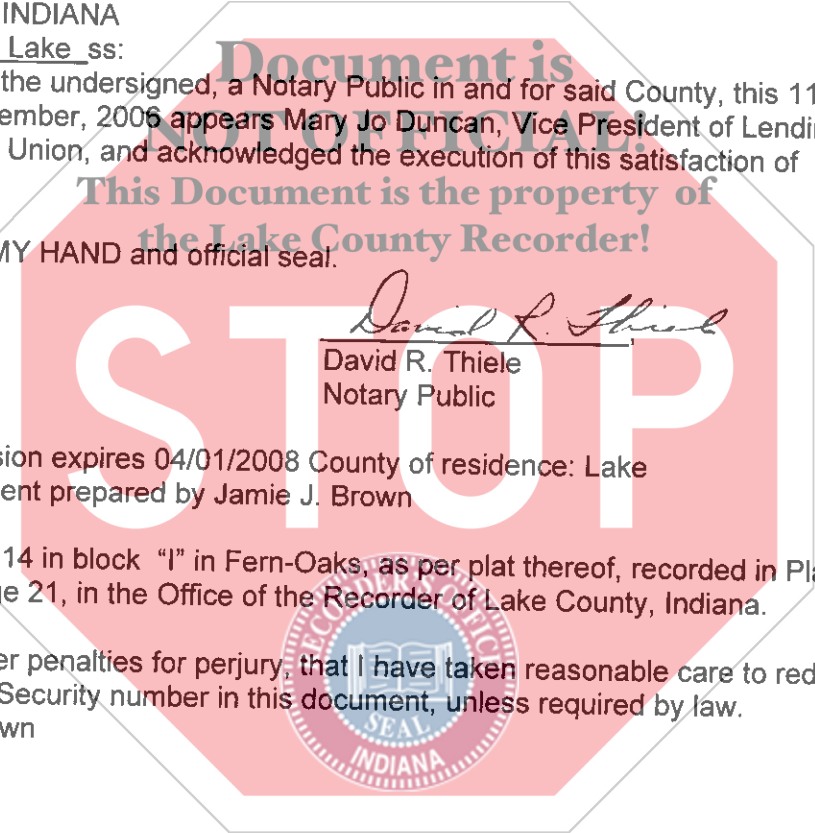 INDIANA
Lake ss:
the undersigned, a Notary Public in and for said County, this 11
ember, 2006 appears Mary Jo Duncan, Vice President of Lendin
Union, and acknowledged the execution of this satisfaction of
MY HAND and official seal.
David R. Thiele
David R. Thiele
Notary Public
sion expires 04/01/2008 County of residence: Lake
ent prepared by Jamie J. Brown
14 in block “I” in Fern-Oaks, as per plat thereof, recorded in Pla
ge 21, in the Office of the Recorder of Lake County, Indiana.
er penalties for perjury, that I have taken reasonable care to red
Security number in this document, unless required by law.
wn
Document is
NOT OFFICIAL!
This Document is the property of
the Lake County Recorder!
STOP
RECORDER'S OFFICE
SEAL
INDIANA